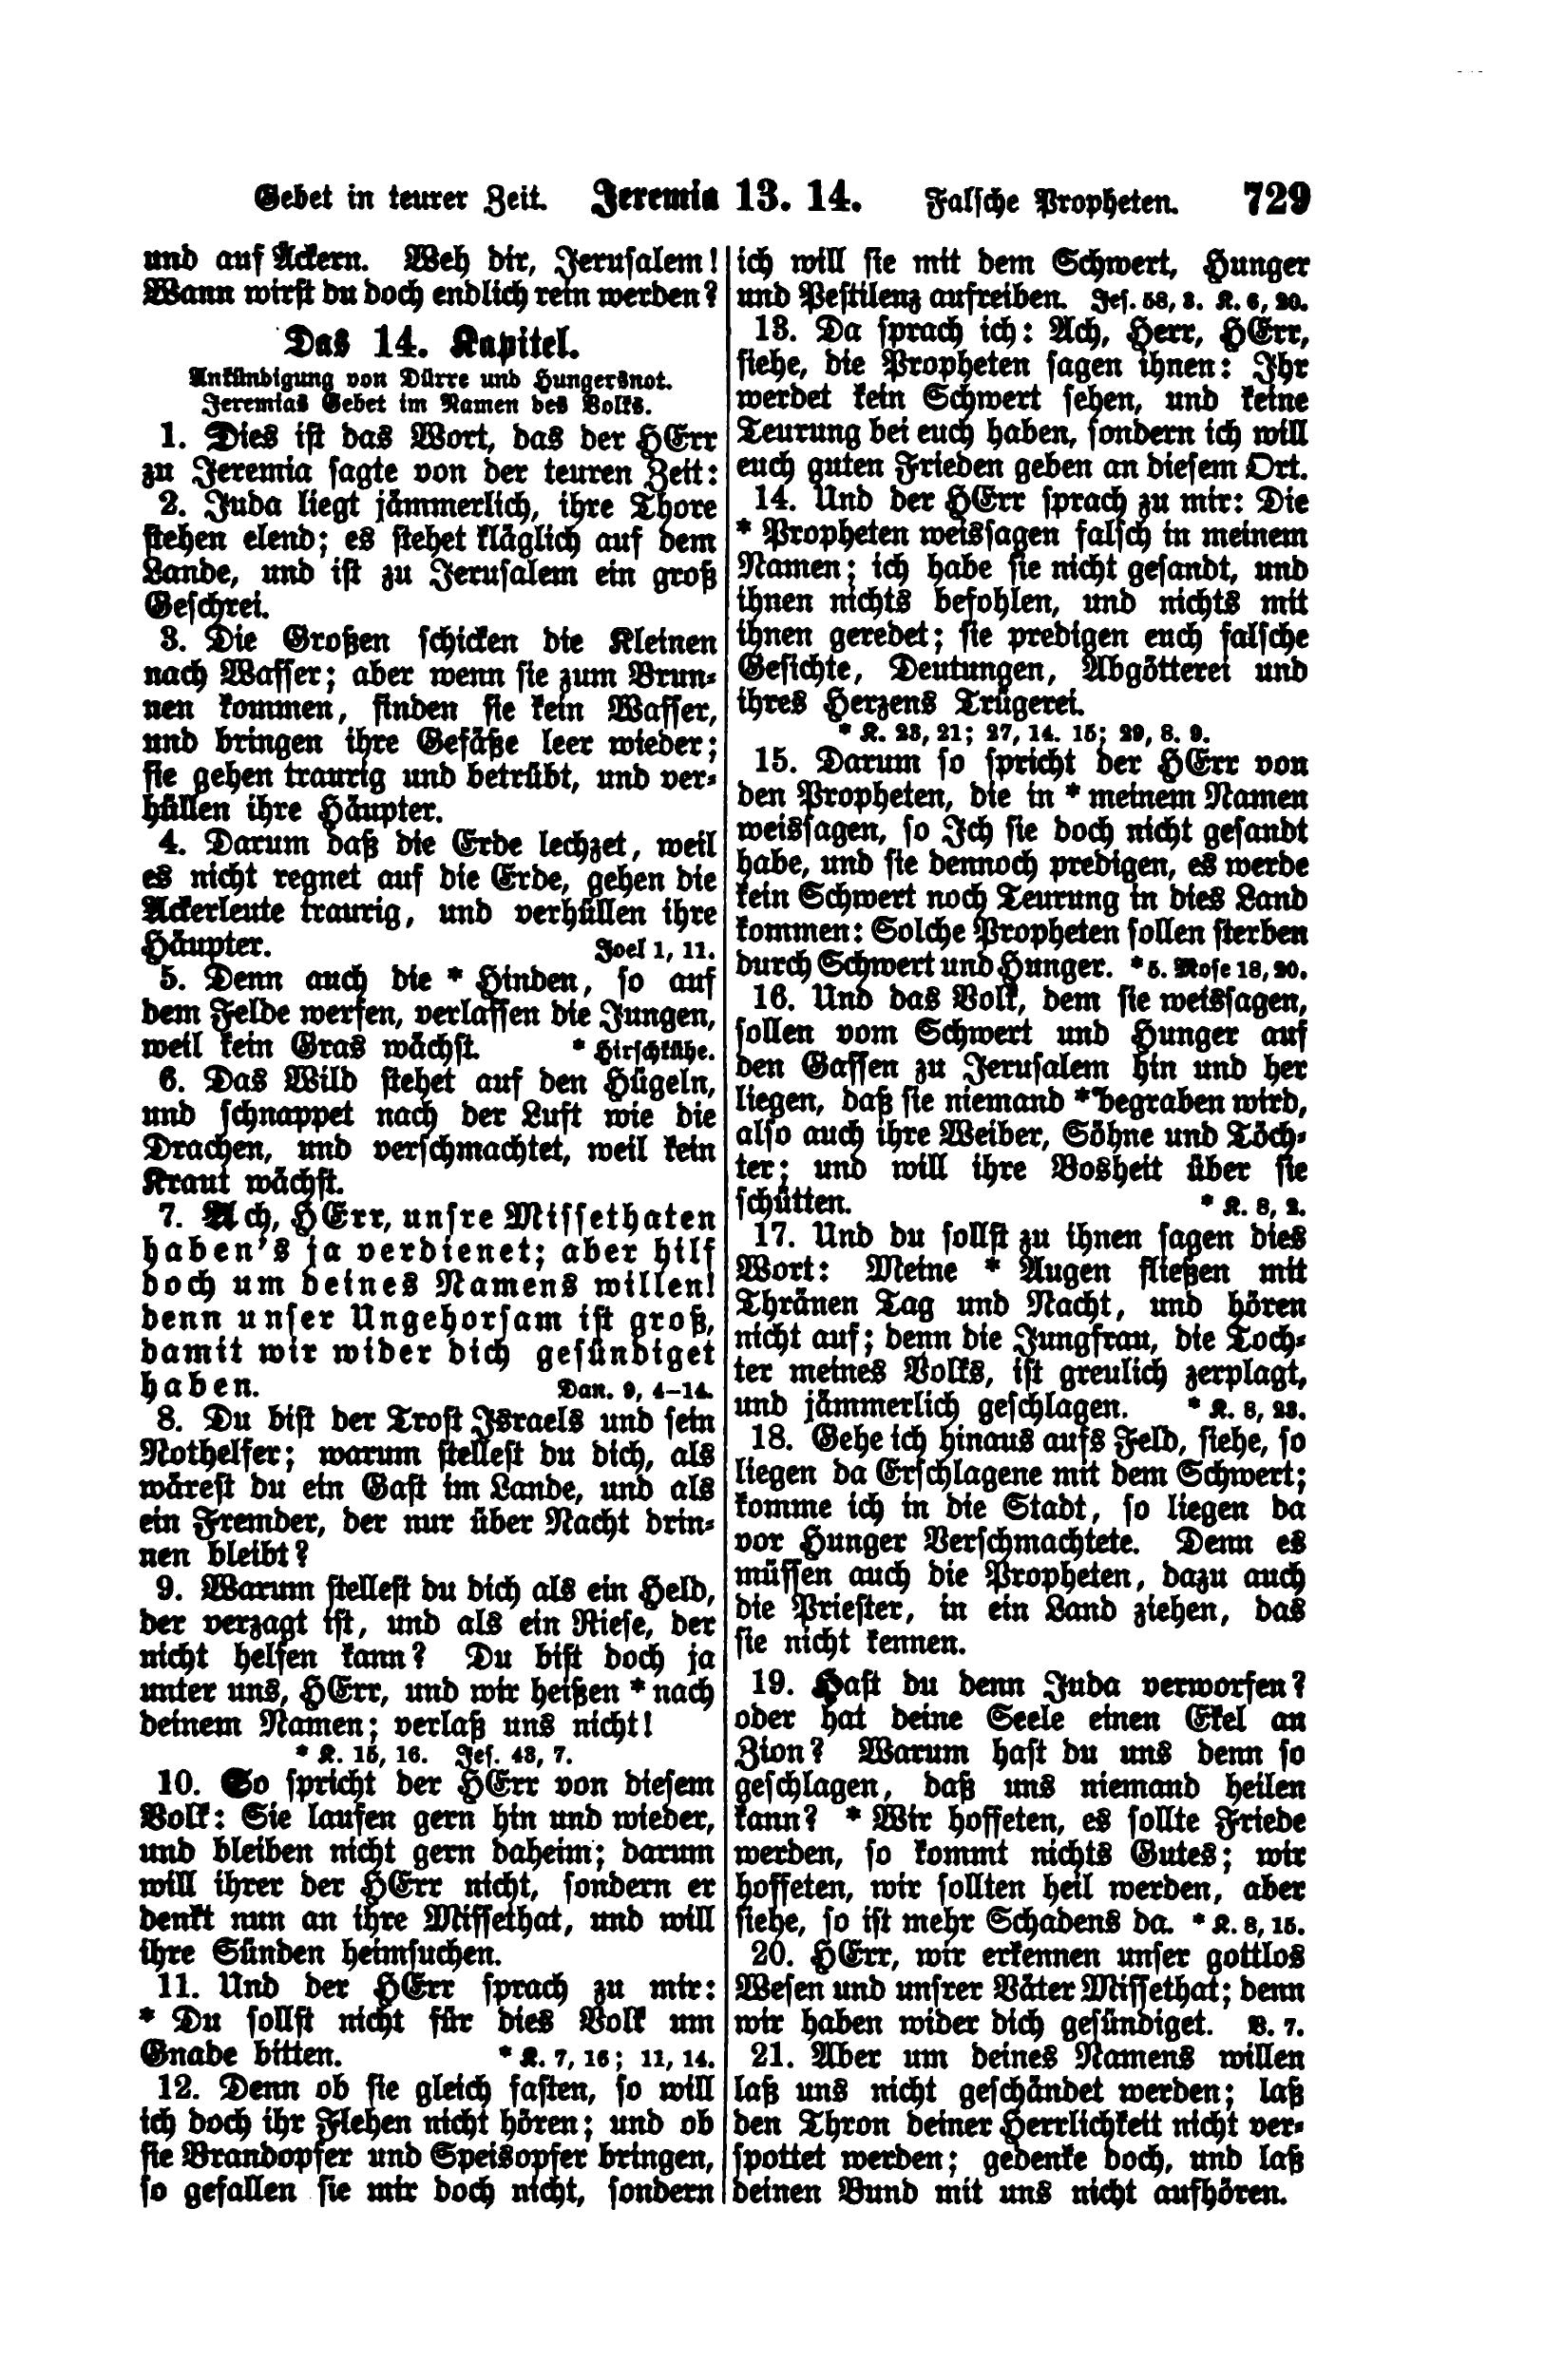 Gebet in teurer Zeit. Jeremia 13. 14. Falsche Propheten. 729
und auf Äckern. Weh dir, Jerusalem!
Wann wirst du doch endlich rein werden?
Das 14. Kapitel.
Ankündigung von Dürre und Hungersnot.
Jeremias Gebet im Namen des Volks.
1. Dies ist das Wort, das der HErr
zu Jeremia sagte von der teuren Zeit:
2. Juda liegt jämmerlich, ihre Thore
stehen elend; es stehet kläglich auf dem
Lande, und ist zu Jerusalem ein groß
Geschrei.
3. Die Großen schicken die Kleinen
nach Wasser; aber wenn sie zum Brun-
nen kommen, finden sie kein Wasser,
und bringen ihre Gefäße leer wieder;
sie gehen traurig und betrübt, und ver-
hüllen ihre Häupter.
4. Darum daß die Erde lechzet, weil
es nicht regnet auf die Erde, gehen die
Ackerleute traurig, und verhüllen ihre
Häupter. Joel 1, 11.
5. Denn auch die * Hinden, so auf
dem Felde werfen, verlassen die Jungen,
weil kein Gras wächst. * Hirschkühe.
6. Das Wild stehet auf den Hügeln,
und schnappet nach der Luft wie die
Drachen, und verschmachtet, weil kein
Kraut wächst.
7. Ach, HErr, unsre Missethaten
haben's ja verdienet; aber hilf
doch um deines Namens willen!
denn unser Ungehorsam ist groß,
damit wir wider dich gesündiget
haben. Dan. 9, 4–14.
8. Du bist der Trost Israels und sein
Nothelfer; warum stellest du dich, als
wärest du ein Gast im Lande, und als
ein Fremder, der nur über Nacht drin-
nen bleibt?
9. Warum stellest du dich als ein Held,
der verzagt ist, und als ein Riese, der
nicht helfen kann? Du bist doch ja
unter uns, HErr, und wir heißen * nach
deinem Namen; verlaß uns nicht!
* K. 15, 16. Jes. 43, 7.
10. So spricht der HErr von diesem
Volk: Sie laufen gern hin und wieder,
und bleiben nicht gern daheim; darum
will ihrer der HErr nicht, sondern er
denkt nun an ihre Missethat, und will
ihre Sünden heimsuchen.
11. Und der HErr sprach zu mir:
* Du sollst nicht für dies Volk um
Gnade bitten. * K. 7, 16; 11, 14.
12. Denn ob sie gleich fasten, so will
ich doch ihr Flehen nicht hören; und ob
sie Brandopfer und Speisopfer bringen,
so gefallen sie mir doch nicht, sondern
ich will sie mit dem Schwert, Hunger
und Pestilenz aufreiben. Jes. 58, 3. K. 6, 20.
13. Da sprach ich: Ach, Herr, HErr,
siehe, die Propheten sagen ihnen: Ihr
werdet kein Schwert sehen, und keine
Teurung bei euch haben, sondern ich will
euch guten Frieden geben an diesem Ort.
14. Und der HErr sprach zu mir: Die
* Propheten weissagen falsch in meinem
Namen; ich habe sie nicht gesandt, und
ihnen nichts befohlen, und nichts mit
ihnen geredet; sie predigen euch falsche
Gesichte, Deutungen, Abgötterei und
ihres Herzens Trügerei.
* K. 23, 21; 27, 14. 15; 29, 8. 9.
15. Darum so spricht der HErr von
den Propheten, die in * meinem Namen
weissagen, so Ich sie doch nicht gesandt
habe, und sie dennoch predigen, es werde
kein Schwert noch Teurung in dies Land
kommen: Solche Propheten sollen sterben
durch Schwert und Hunger. * 5. Mose 18, 20.
16. Und das Volk, dem sie weissagen,
sollen vom Schwert und Hunger auf
den Gassen zu Jerusalem hin und her
liegen, daß sie niemand * begraben wird,
also auch ihre Weiber, Söhne und Töch-
ter; und will ihre Bosheit über sie
schütten. * K. 8, 2.
17. Und du sollst zu ihnen sagen dies
Wort: Meine * Augen fließen mit
Thränen Tag und Nacht, und hören
nicht auf; denn die Jungfrau, die Toch-
ter meines Volks, ist greulich zerplagt,
und jämmerlich geschlagen. * K. 8, 23.
18. Gehe ich hinaus aufs Feld, siehe, so
liegen da Erschlagene mit dem Schwert;
komme ich in die Stadt, so liegen da
vor Hunger Verschmachtete. Denn es
müssen auch die Propheten, dazu auch
die Priester, in ein Land ziehen, das
sie nicht kennen.
19. Hast du denn Juda verworfen?
oder hat deine Seele einen Ekel an
Zion? Warum hast du uns denn so
geschlagen, daß uns niemand heilen
kann? * Wir hoffeten, es sollte Friede
werden, so kommt nichts Gutes; wir
hoffeten, wir sollten heil werden, aber
siehe, so ist mehr Schadens da. * K. 8, 15.
20. HErr, wir erkennen unser gottlos
Wesen und unsrer Väter Missethat; denn
wir haben wider dich gesündiget. V. 7.
21. Aber um deines Namens willen
laß uns nicht geschändet werden; laß
den Thron deiner Herrlichkeit nicht ver-
spottet werden; gedenke doch, und laß
deinen Bund mit uns nicht aufhören.